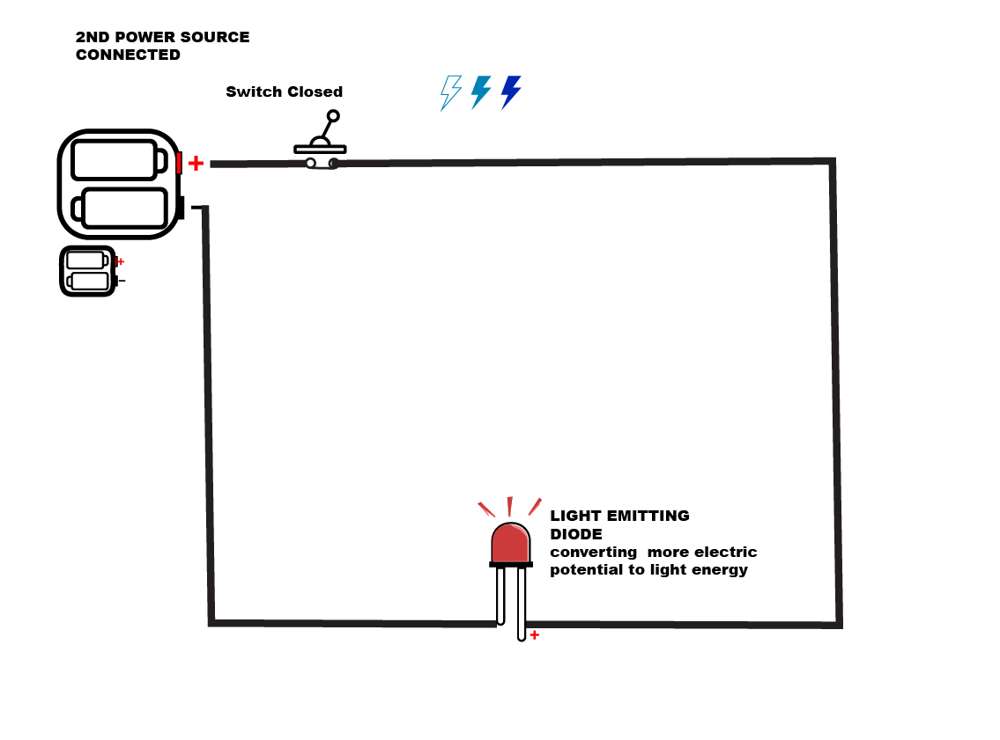 2ND POWER SOURCE
CONNECTED
Switch Closed
+
-
+
-
LIGHT EMITTING
DIODE
converting  more electric
potential to light energy
+